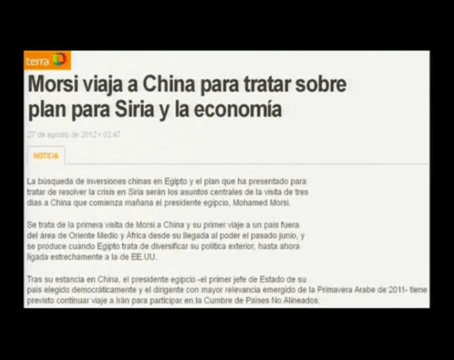 terra
Morsi viaja a China para tratar sobre
plan para Siria y la economía
27 de agosto de 2012 • 02:47
NOTICIA
La búsqueda de inversiones chinas en Egipto y el plan que ha presentado para
tratar de resolver la crisis en Siria serán los asuntos centrales de la visita de tres
días a China que comienza mañana el presidente egipcio, Mohamed Morsi.
Se trata de la primera visita de Morsi a China y su primer viaje a un país fuera
del área de Oriente Medio y África desde su llegada al poder el pasado junio, y
se produce cuando Egipto trata de diversificar su política exterior, hasta ahora
ligada estrechamente a la de EE.UU.
Tras su estancia en China, el presidente egipcio -el primer jefe de Estado de su
país elegido democráticamente y el dirigente con mayor relevancia emergido de la Primavera Arabe de 2011- tiene
previsto continuar viaje a Irán para participar en la Cumbre de Países No Alineados.